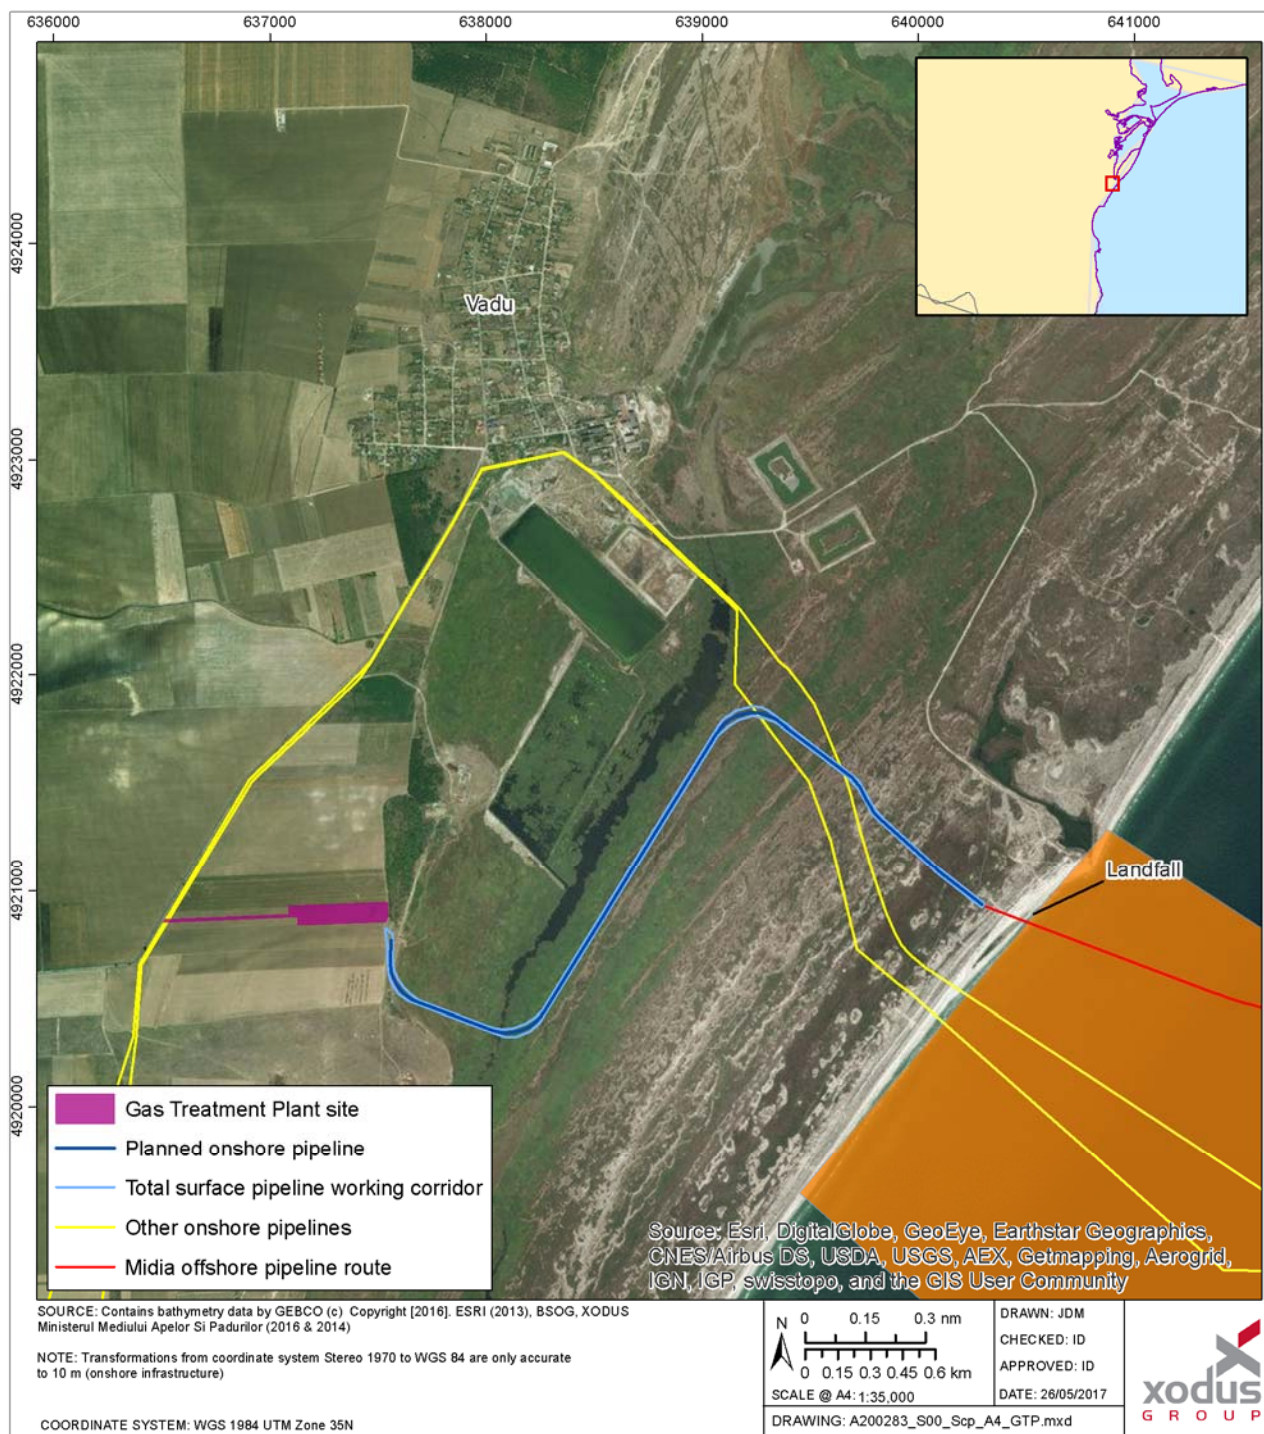 636000 637000 638000 639000 640000 641000
4924000
4923000
4922000
4921000
4920000
Vadu
Landfall
Gas Treatment Plant site
Planned onshore pipeline
Total surface pipeline working corridor
Other onshore pipelines
Midia offshore pipeline route
Source: Esri, DigitalGlobe, GeoEye, Earthstar Geographics,
CNES/Airbus DS, USDA, USGS, AEX, Getmapping, Aerogrid,
IGN, IGP, swisstopo, and the GIS User Community
SOURCE: Contains bathymetry data by GEBCO (c) Copyright [2016]. ESRI (2013), BSOG, XODUS
Ministerul Mediului Apelor Si Padurilor (2016 & 2014)
NOTE: Transformations from coordinate system Stereo 1970 to WGS 84 are only accurate
to 10 m (onshore infrastructure)
COORDINATE SYSTEM: WGS 1984 UTM Zone 35N
N
0 0.15 0.3 nm
0 0.15 0.3 0.45 0.6 km
SCALE @ A4: 1:35,000
DRAWN: JDM
CHECKED: ID
APPROVED: ID
DATE: 26/05/2017
DRAWING: A200283_S00_Scp_A4_GTP.mxd
xodus
GROUP